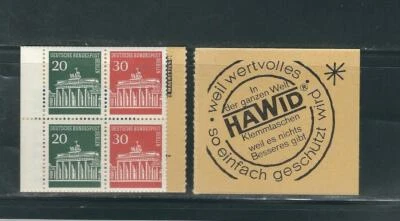 DEUTSCHE BUNDESPOST
BERLIN
20
DEUTSCHE BUNDESPOST
BERLIN
30
DEUTSCHE BUNDESPOST
BERLIN
20
DEUTSCHE BUNDESPOST
BERLIN
30
weil wertvolles wird
so einfach geschützt
In
der ganzen Welt
HAWID®
Klemmtaschen
weil es nichts
Besseres gibt